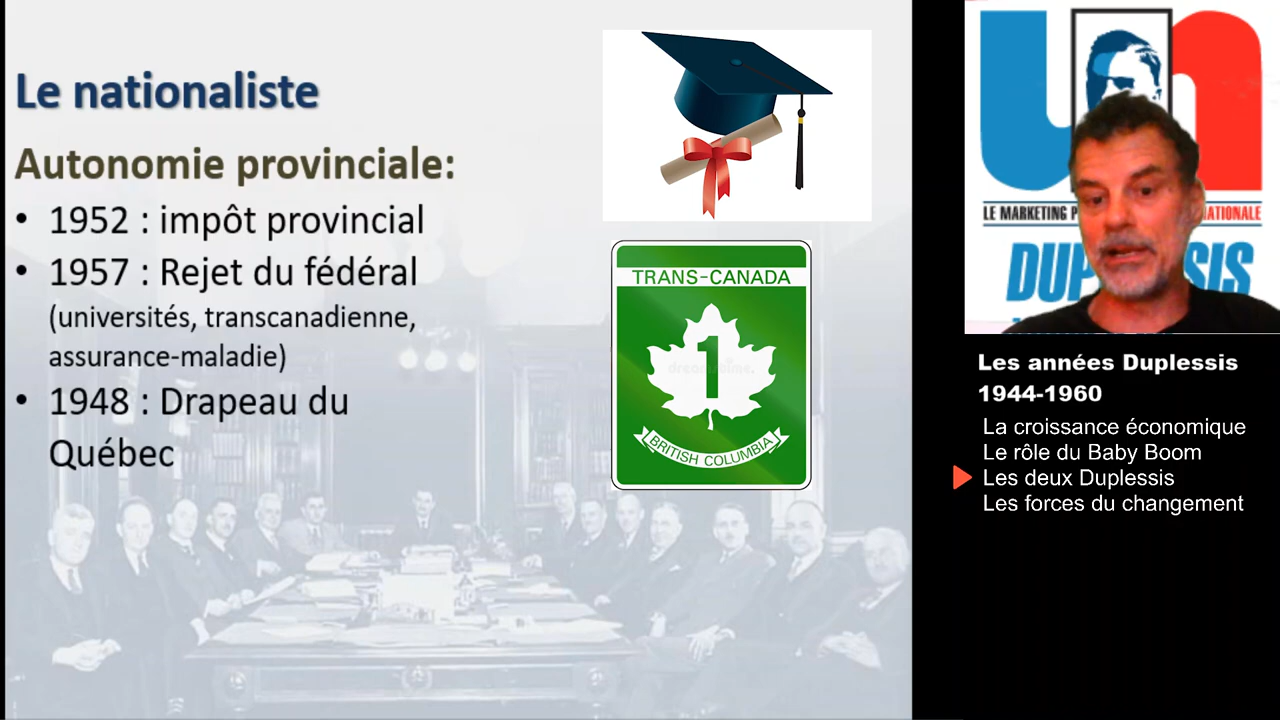 Le nationaliste
Autonomie provinciale:
• 1952 : impôt provincial
• 1957 : Rejet du fédéral
(universités, transcanadienne,
assurance-maladie)
• 1948 : Drapeau du
Québec
TRANS-CANADA
1
BRITISH COLUMBIA
un
LE MARKETING
NATIONALE
Les années Duplessis
1944-1960
La croissance économique
Le rôle du Baby Boom
Les deux Duplessis
Les forces du changement